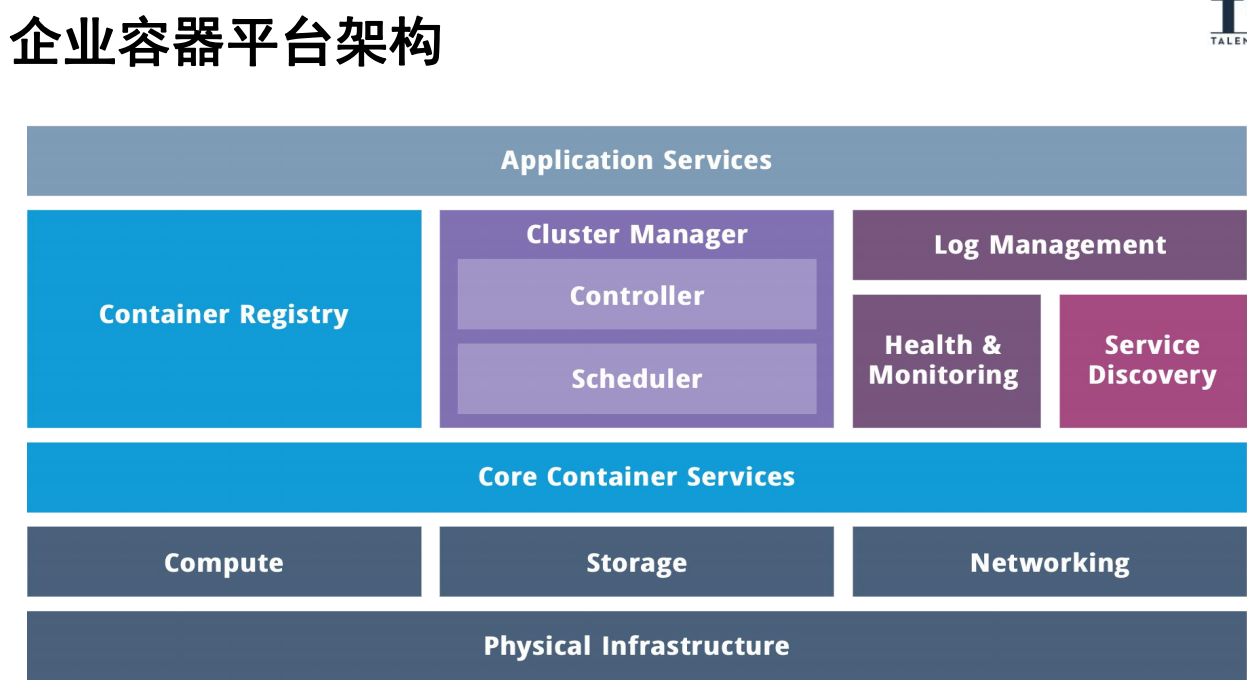 企业容器平台架构
TALEN
Application Services
Container Registry
Cluster Manager
Controller
Scheduler
Log Management
Health &
Monitoring
Service
Discovery
Core Container Services
Compute
Storage
Networking
Physical Infrastructure